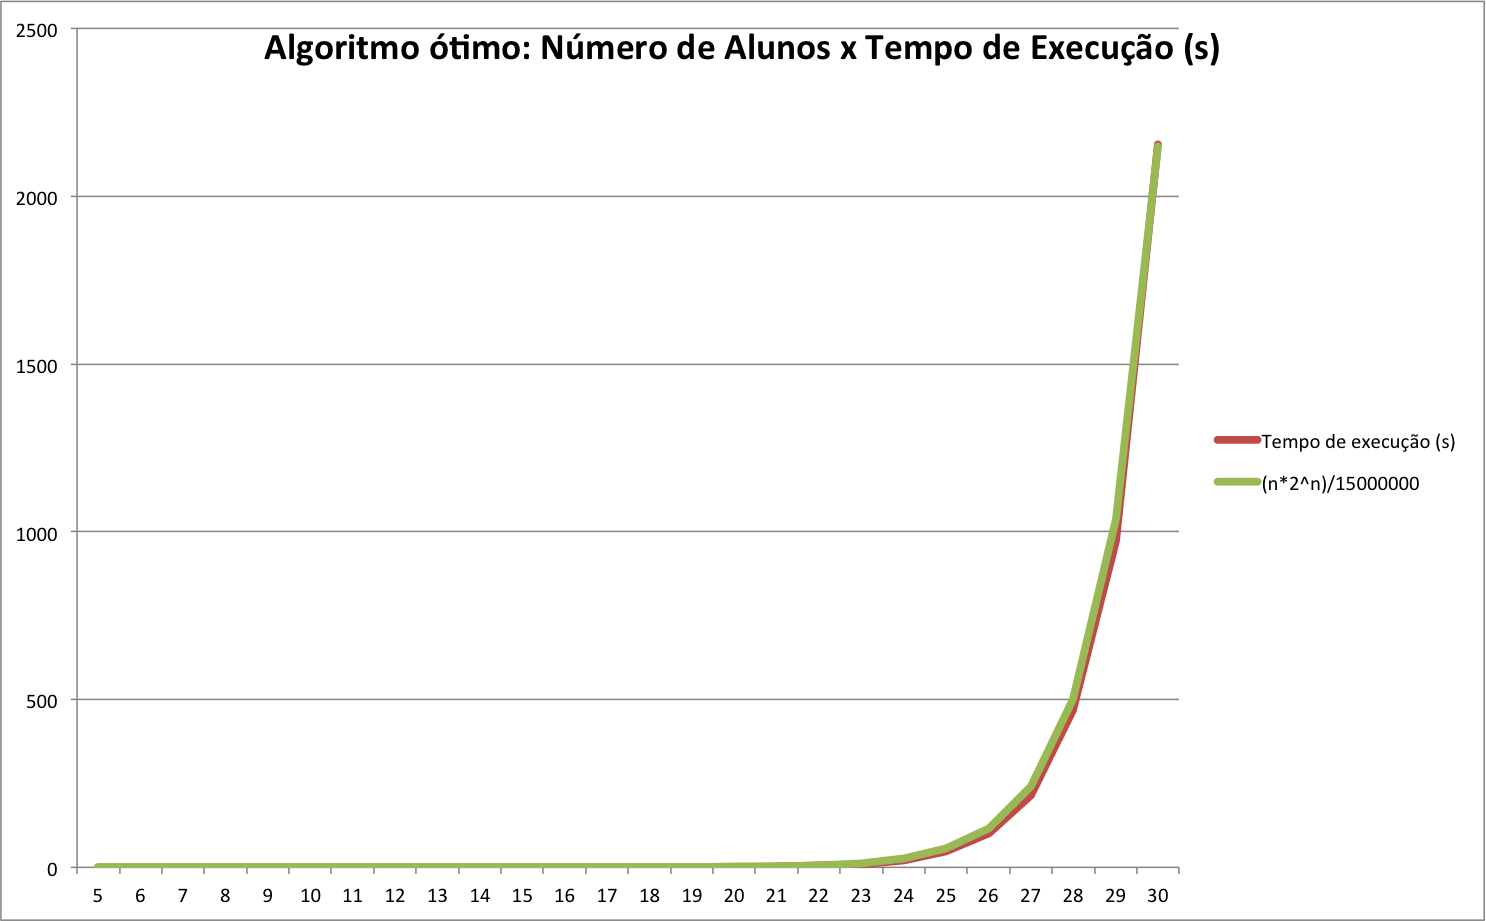 Algoritmo ótimo: Número de Alunos x Tempo de Execução (s)
2500
2000
1500
1000
500
0
5 6 7 8 9 10 11 12 13 14 15 16 17 18 19 20 21 22 23 24 25 26 27 28 29 30
Tempo de execução (s)
(n*2^n)/15000000